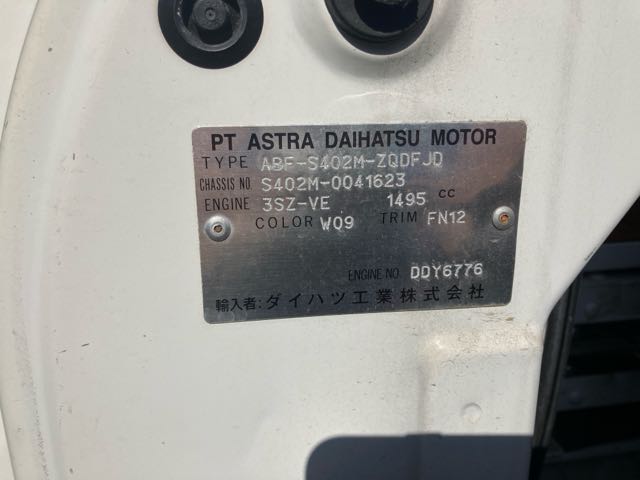 PT ASTRA DAIHATSU MOTOR
TYPE ABF-S402M-ZQDFJD
CHASSIS NO. S402M-0041623
ENGINE 3SZ-VE 1495 cc
COLOR W09 TRIM FN12
ENGINE NO. DDY6776
輸入者:ダイハツ工業株式会社